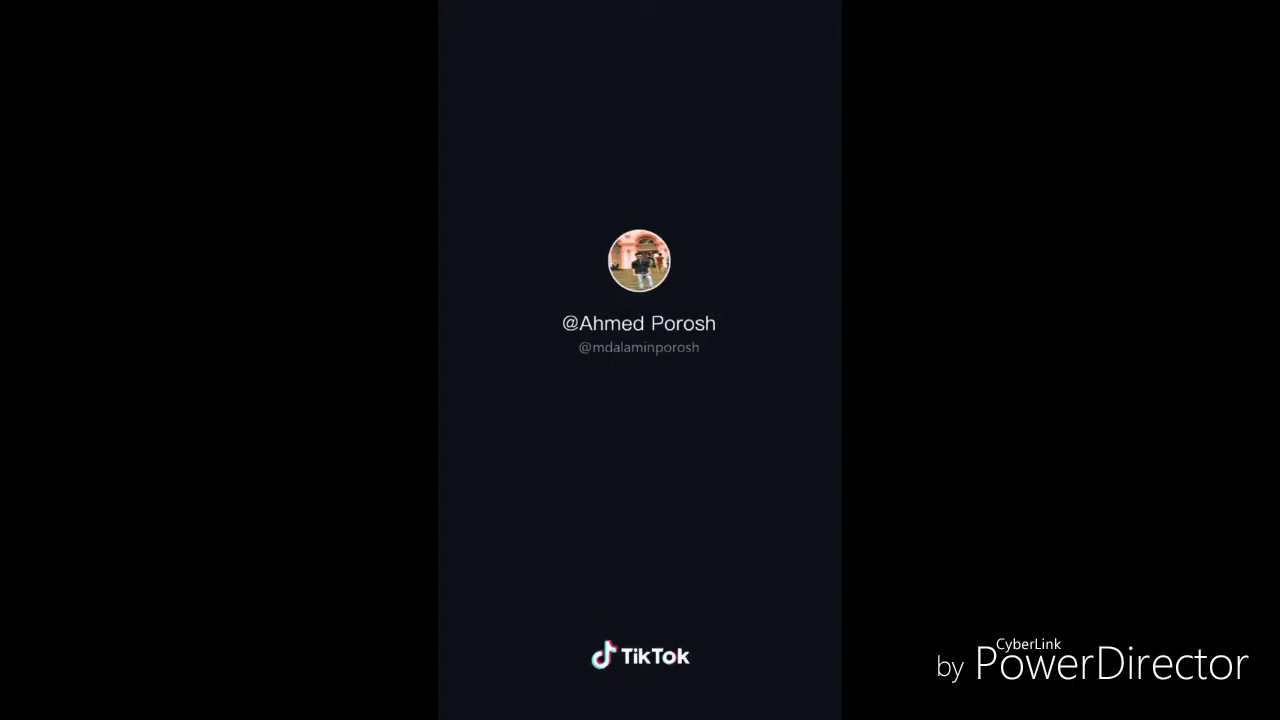 @Ahmed Porosh
@mdalaminporosh
TikTok
CyberLink
by PowerDirector